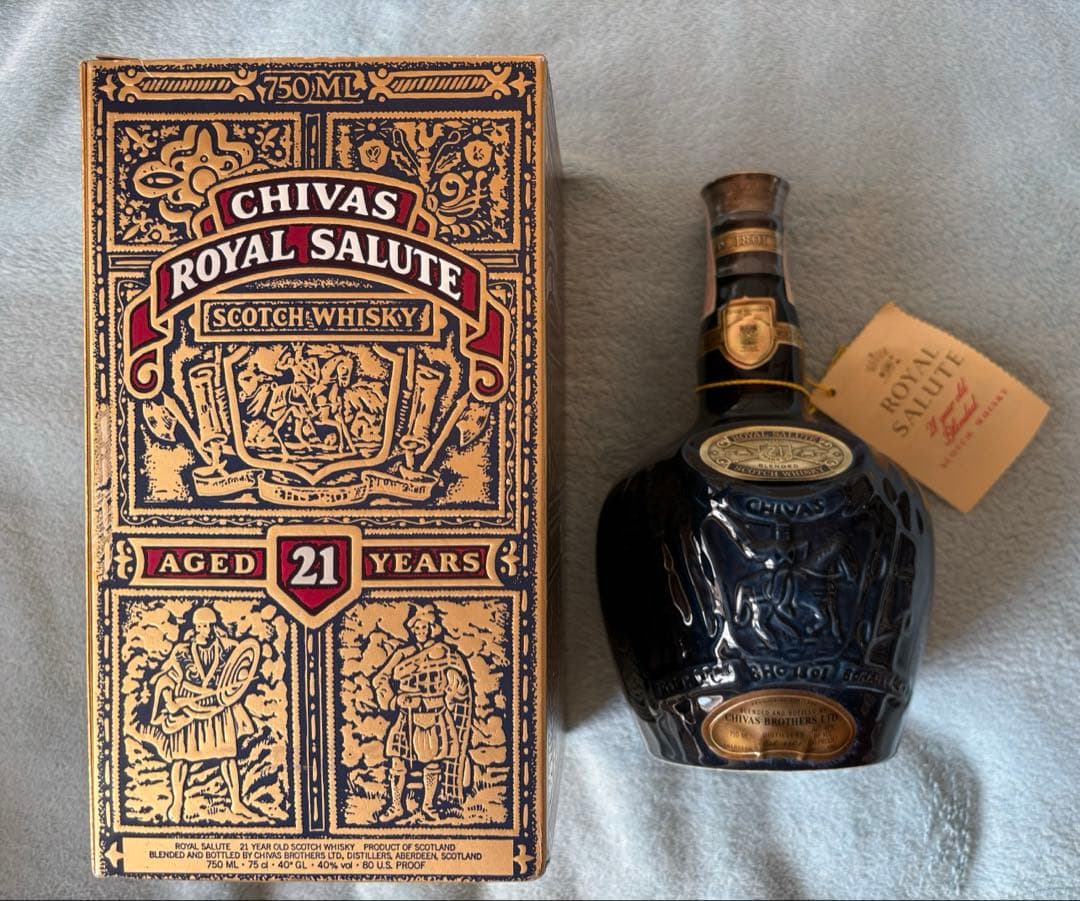 750 ML
CHIVAS
ROYAL SALUTE
SCOTCH WHISKY
AGED 21 YEARS
ROYAL SALUTE 21 YEAR OLD SCOTCH WHISKY PRODUCT OF SCOTLAND
BLENDED AND BOTTLED BY CHIVAS BROTHERS LTD, DISTILLERS, ABERDEEN, SCOTLAND
750 ML · 75 cl · 40° GL · 40% vol · 80 U.S. PROOF
1801
ROYAL
SALUTE
21 year old
Blended
SCOTCH WHISKY
ROYAL SALUTE
BLENDED
SCOTCH WHISKY
CHIVAS
BLENDED AND BOTTLED BY
CHIVAS BROTHERS LTD
DISTILLERS